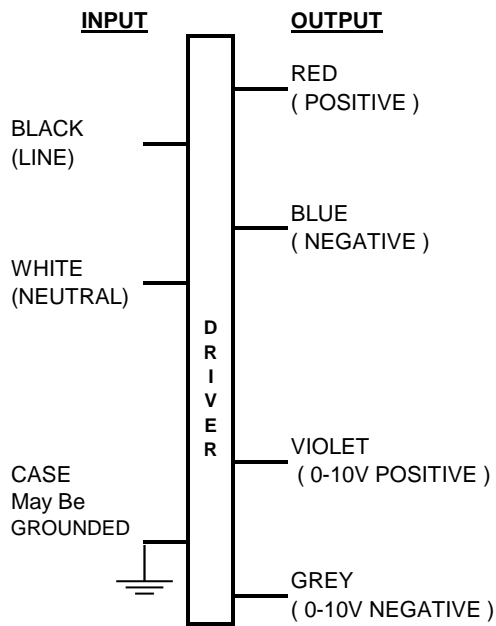 INPUT
BLACK
(LINE)
WHITE
(NEUTRAL)
CASE
May Be
GROUNDED
DRIVER
OUTPUT
RED
( POSITIVE )
BLUE
( NEGATIVE )
VIOLET
( 0-10V POSITIVE )
GREY
( 0-10V NEGATIVE )